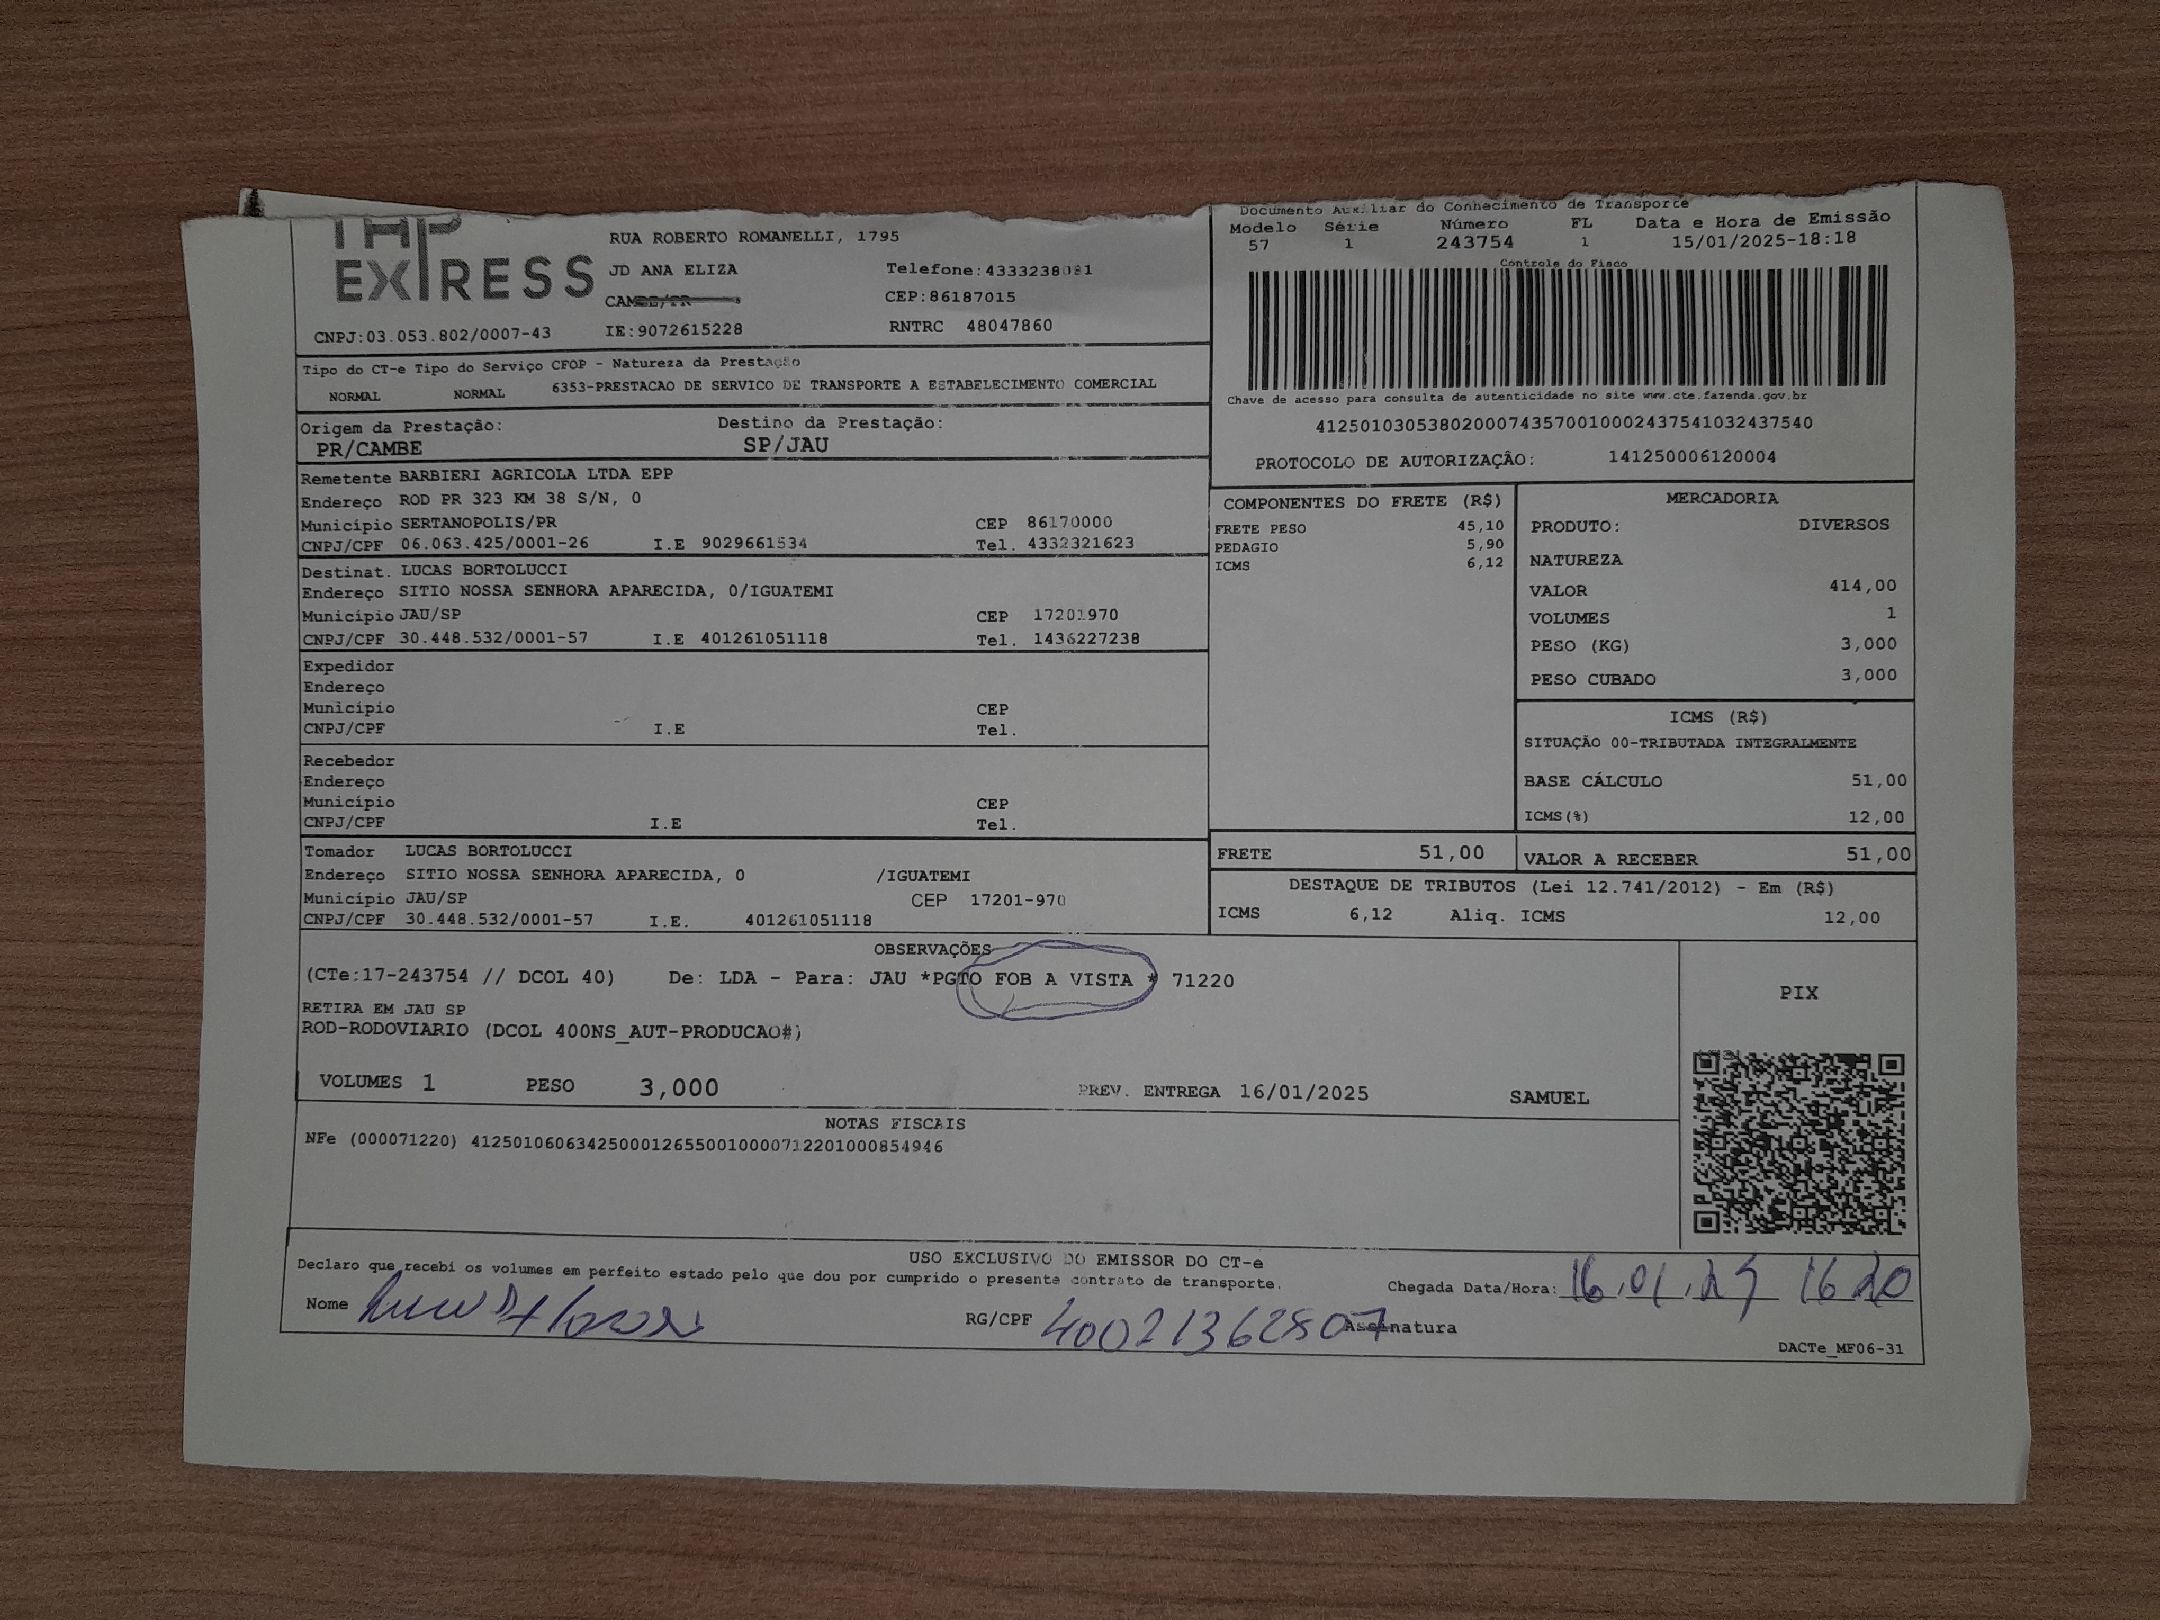 EXPRESS
RUA ROBERTO ROMANELLI, 1795
JD ANA ELIZA Telefone:4333238081
CAMBE/PR CEP:86187015
CNPJ:03.053.802/0007-43 IE:9072615228 RNTRC 48047860
Documento Auxiliar do Conhecimento de Transporte
Modelo Série Número FL Data e Hora de Emissão
57 1 243754 1 15/01/2025-18:18
Controle do Fisco
Chave de acesso para consulta de autenticidade no site www.cte.fazenda.gov.br
41250103053802000743570010002437541032437540
PROTOCOLO DE AUTORIZAÇÂO: 141250006120004
Tipo do CT-e Tipo do Serviço CFOP - Natureza da Prestação
NORMAL NORMAL 6353-PRESTACAO DE SERVICO DE TRANSPORTE A ESTABELECIMENTO COMERCIAL
Origem da Prestação: Destino da Prestação:
PR/CAMBE SP/JAU
Remetente BARBIERI AGRICOLA LTDA EPP
Endereço ROD PR 323 KM 38 S/N, 0
Município SERTANOPOLIS/PR CEP 86170000
CNPJ/CPF 06.063.425/0001-26 I.E 9029661534 Tel. 4332321623
Destinat. LUCAS BORTOLUCCI
Endereço SITIO NOSSA SENHORA APARECIDA, 0/IGUATEMI
Município JAU/SP CEP 17201970
CNPJ/CPF 30.448.532/0001-57 I.E 401261051118 Tel. 1436227238
Expedidor
Endereço
Município CEP
CNPJ/CPF I.E Tel.
Recebedor
Endereço
Município CEP
CNPJ/CPF I.E Tel.
Tomador LUCAS BORTOLUCCI
Endereço SITIO NOSSA SENHORA APARECIDA, 0 /IGUATEMI
Município JAU/SP CEP 17201-970
CNPJ/CPF 30.448.532/0001-57 I.E. 401261051118
COMPONENTES DO FRETE (R$)
FRETE PESO 45,10
PEDAGIO 5,90
ICMS 6,12
MERCADORIA
PRODUTO: DIVERSOS
NATUREZA
VALOR 414,00
VOLUMES 1
PESO (KG) 3,000
PESO CUBADO 3,000
ICMS (R$)
SITUAÇÃO 00-TRIBUTADA INTEGRALMENTE
BASE CÁLCULO 51,00
ICMS(%) 12,00
FRETE 51,00 VALOR A RECEBER 51,00
DESTAQUE DE TRIBUTOS (Lei 12.741/2012) - Em (R$)
ICMS 6,12 Aliq. ICMS 12,00
OBSERVAÇÕES
(CTe:17-243754 // DCOL 40) De: LDA - Para: JAU *PGTO FOB A VISTA * 71220
RETIRA EM JAU SP
ROD-RODOVIARIO (DCOL 400NS_AUT-PRODUCAO#)
VOLUMES 1 PESO 3,000 PREV. ENTREGA 16/01/2025 SAMUEL
PIX
NOTAS FISCAIS
NFe (000071220) 41250106063425000126550010000712201000854946
USO EXCLUSIVO DO EMISSOR DO CT-e
Declaro que recebi os volumes em perfeito estado pelo que dou por cumprido o presente contrato de transporte.
Chegada Data/Hora: 16.01.25 16 20
Nome RG/CPF Assinatura
DACTe_MF06-31